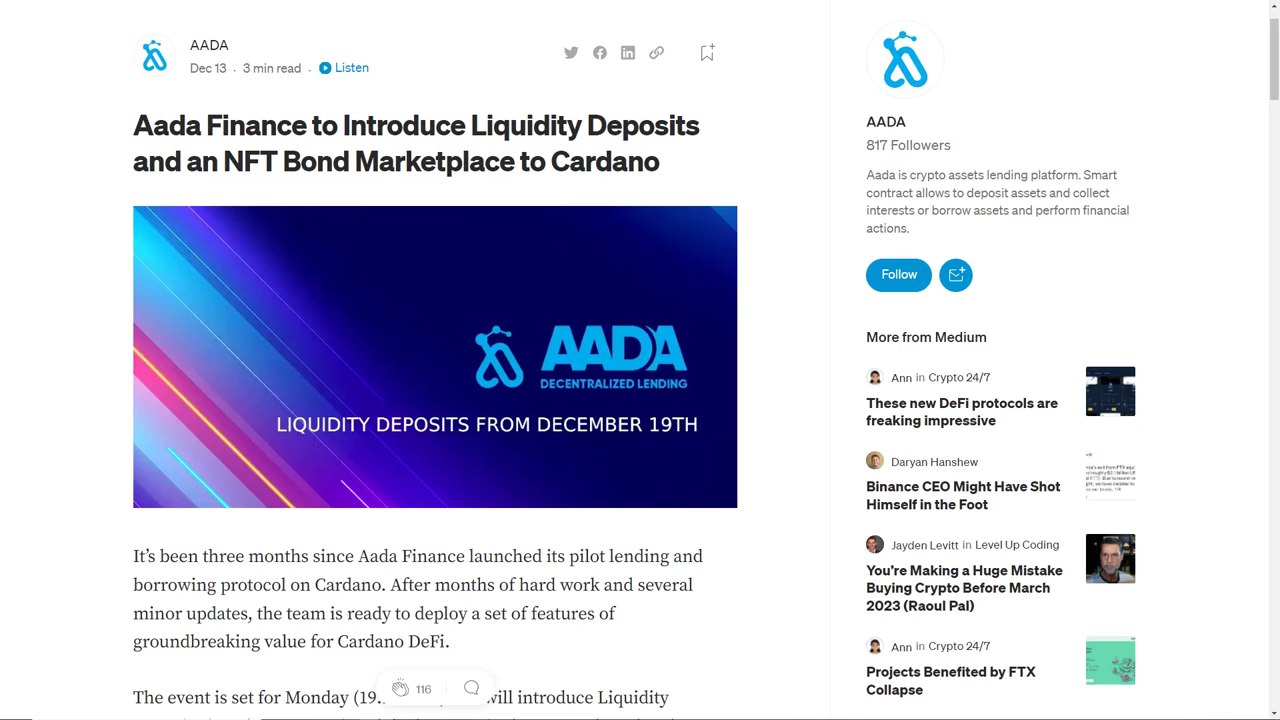 AADA
Dec 13 · 3 min read · Listen
Aada Finance to Introduce Liquidity Deposits
and an NFT Bond Marketplace to Cardano
AADA
DECENTRALIZED LENDING
LIQUIDITY DEPOSITS FROM DECEMBER 19TH
It’s been three months since Aada Finance launched its pilot lending and
borrowing protocol on Cardano. After months of hard work and several
minor updates, the team is ready to deploy a set of features of
groundbreaking value for Cardano DeFi.
The event is set for Monday (19. will introduce Liquidity
116
AADA
817 Followers
Aada is crypto assets lending platform. Smart
contract allows to deposit assets and collect
interests or borrow assets and perform financial
actions.
Follow
More from Medium
Ann in Crypto 24/7
These new DeFi protocols are
freaking impressive
Daryan Hanshew
Binance CEO Might Have Shot
Himself in the Foot
Jayden Levitt in Level Up Coding
You're Making a Huge Mistake
Buying Crypto Before March
2023 (Raoul Pal)
Ann in Crypto 24/7
Projects Benefited by FTX
Collapse